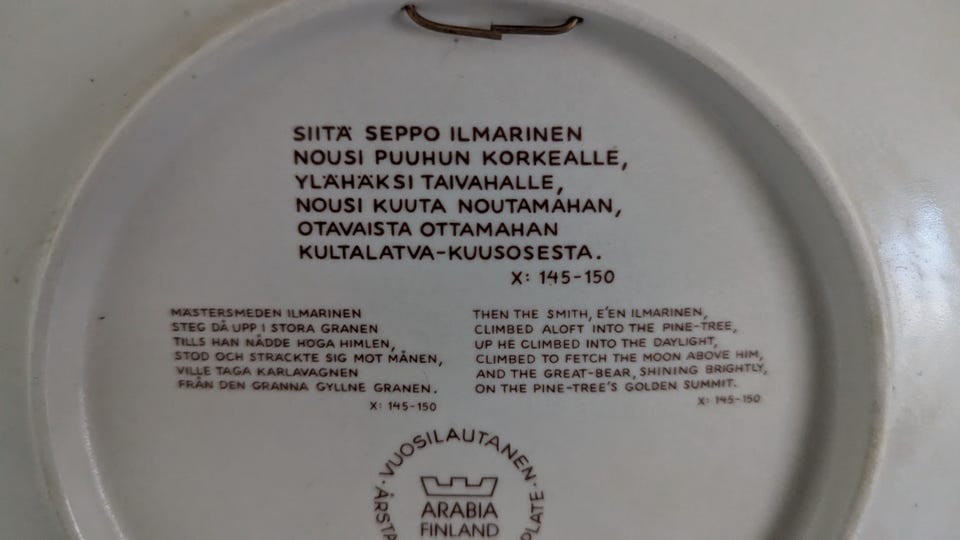 SIITÄ SEPPO ILMARINEN
NOUSI PUUHUN KORKEALLE,
YLÄHÄKSI TAIVAHALLE,
NOUSI KUUTA NOUTAMAHAN,
OTAVAISTA OTTAMAHAN
KULTALATVA-KUUSOSESTA.
X: 145-150
MÄSTERSMEDEN ILMARINEN
STEG DÅ UPP I STORA GRANEN
TILLS HAN NÅDDE HÖGA HIMLEN,
STOD OCH STRÄCKTE SIG MOT MÅNEN,
VILLE TAGA KARLAVAGNEN
FRÅN DEN GRANNA GYLLNE GRANEN.
X: 145-150
THEN THE SMITH, E'EN ILMARINEN,
CLIMBED ALOFT INTO THE PINE-TREE,
UP HE CLIMBED INTO THE DAYLIGHT,
CLIMBED TO FETCH THE MOON ABOVE HIM,
AND THE GREAT-BEAR, SHINING BRIGHTLY,
ON THE PINE-TREE'S GOLDEN SUMMIT.
X: 145-150
· VUOSILAUTANEN ·
ÅRSTA
PLATE
ARABIA
FINLAND